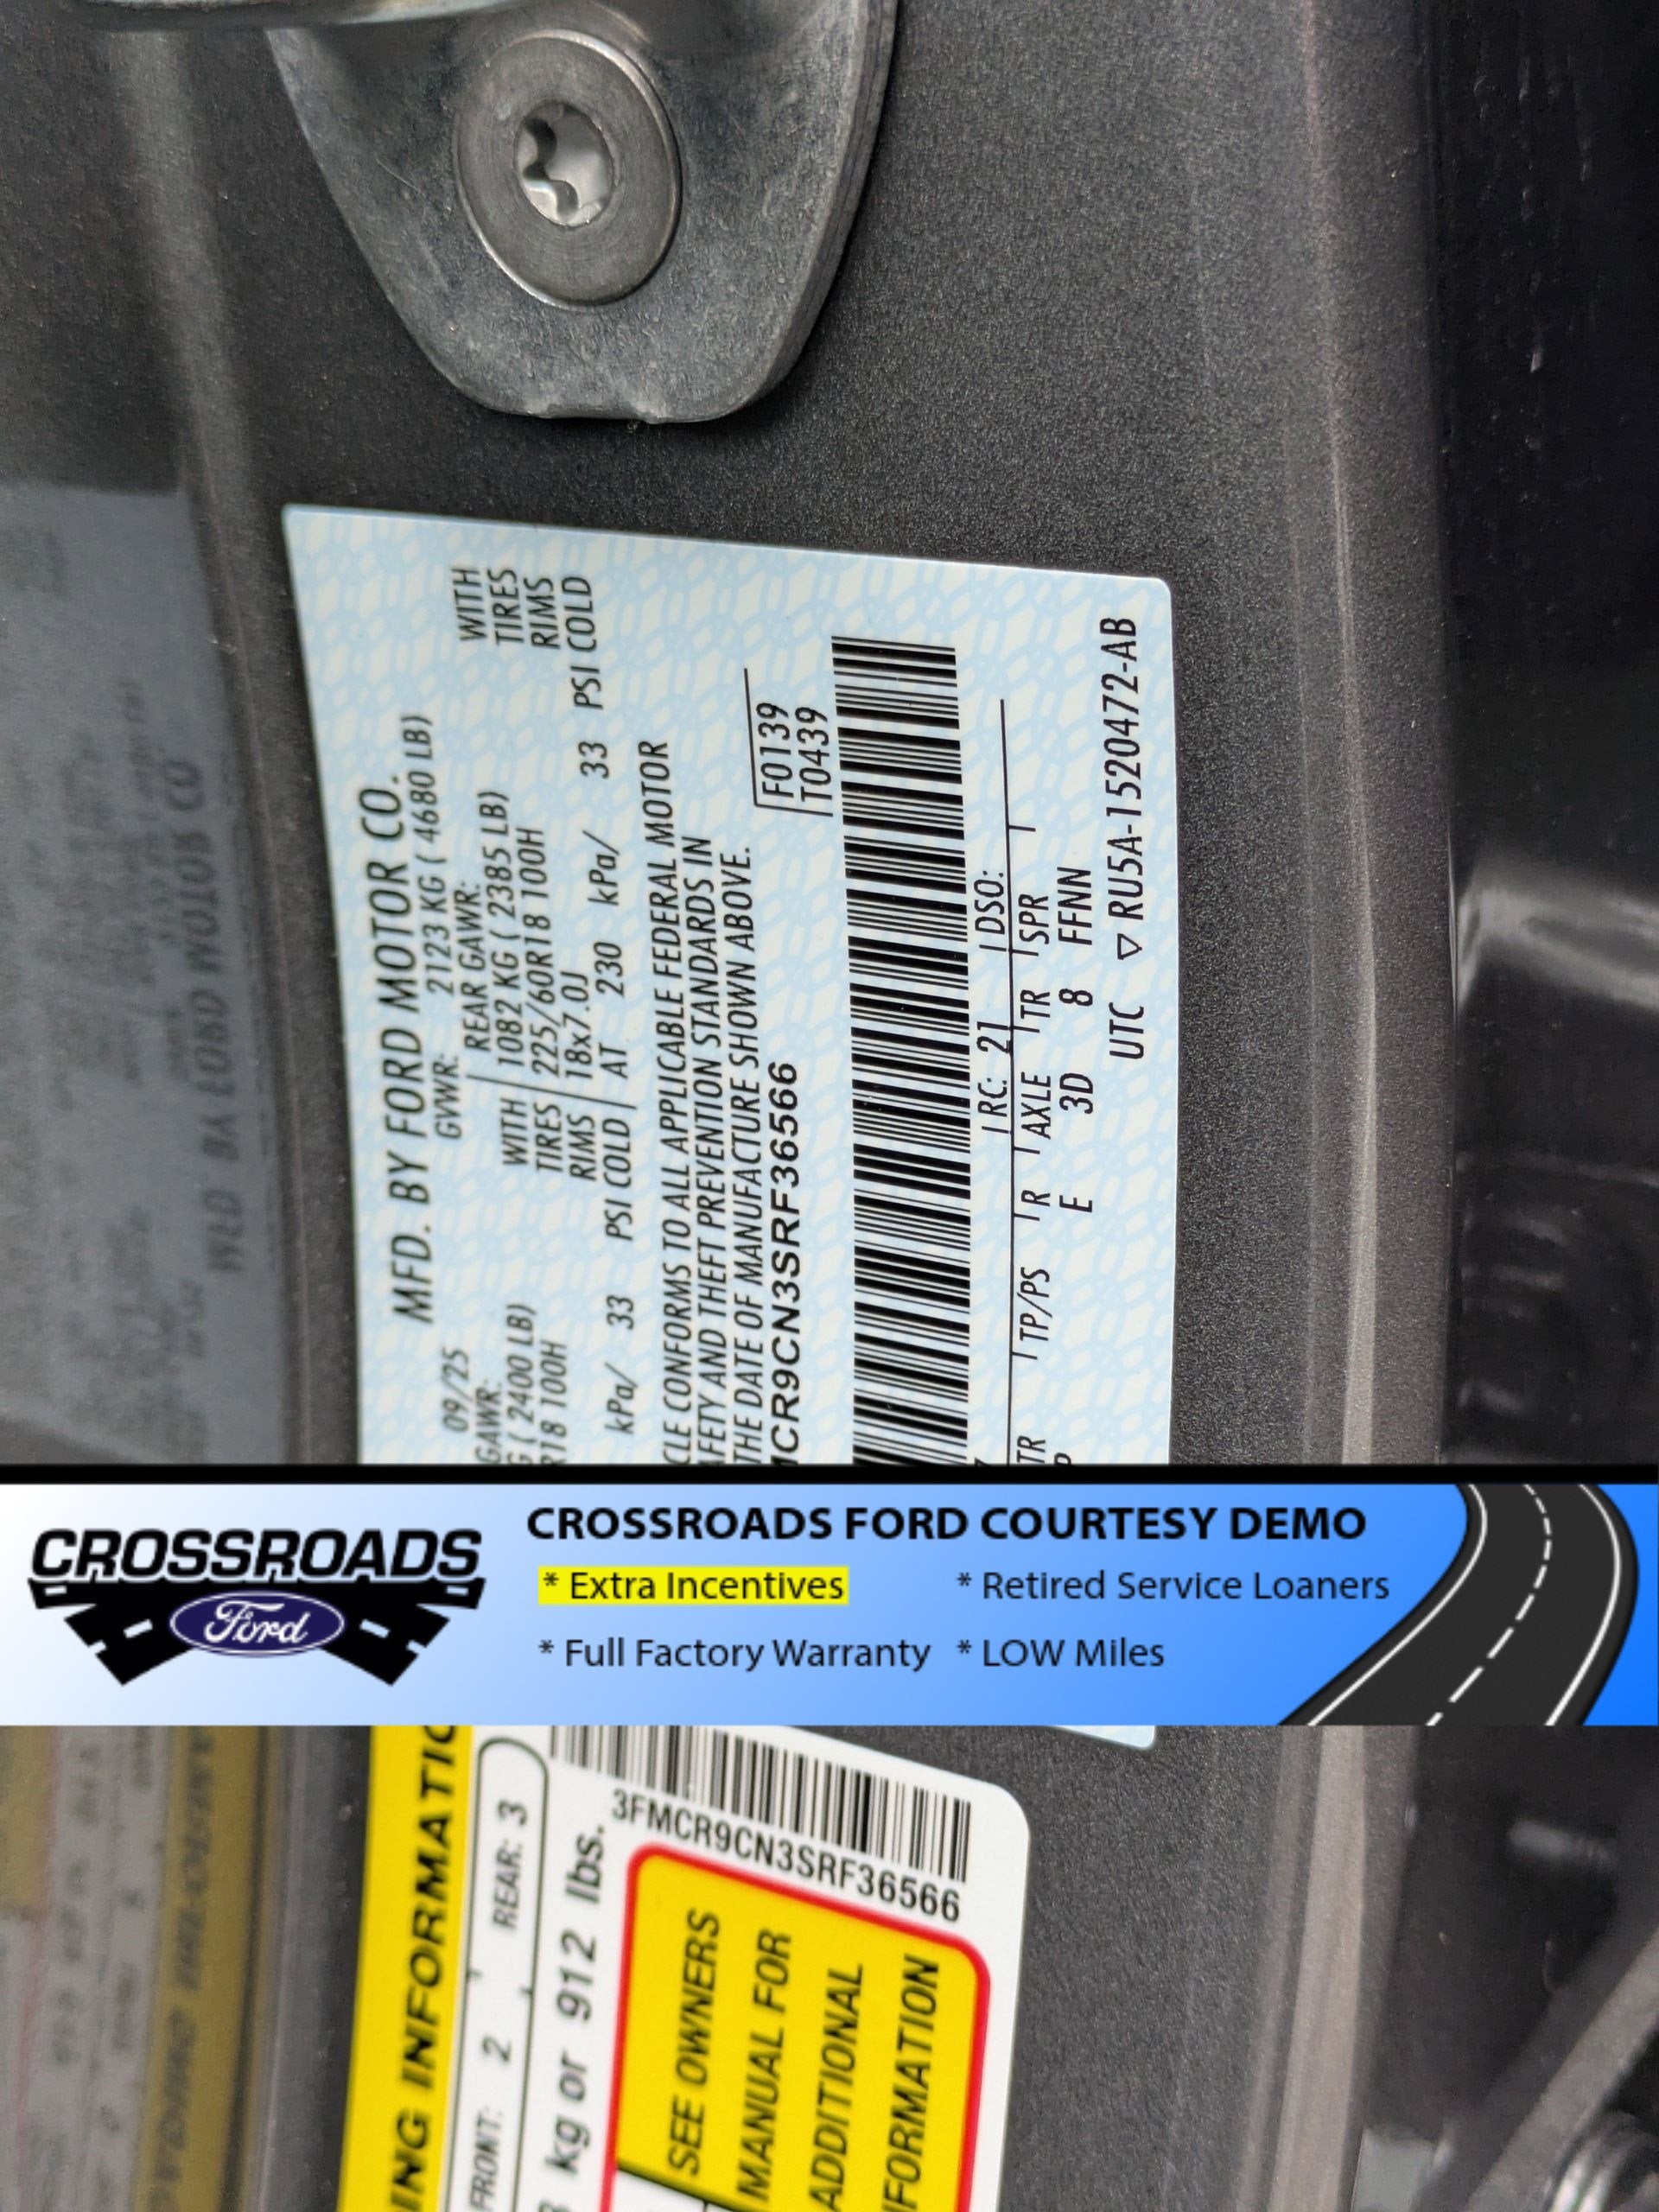 MFD. BY FORD MOTOR CO.
09/25 GVWR: 2123 KG ( 4680 LB)
GAWR: REAR GAWR:
( 2400 LB) WITH 1082 KG ( 2385 LB) WITH
R18 100H TIRES 225/60R18 100H TIRES
RIMS 18x7.0J RIMS
kPa/ 33 PSI COLD AT 230 kPa/ 33 PSI COLD
CLE CONFORMS TO ALL APPLICABLE FEDERAL MOTOR
AFETY AND THEFT PREVENTION STANDARDS IN
THE DATE OF MANUFACTURE SHOWN ABOVE.
CR9CN3SRF36566
F0139
T0439
RC: 21 DSO:
TR TP/PS R AXLE TR SPR
E 3D 8 FFNN
UTC ▽ RU5A-1520472-AB
CROSSROADS
Ford
CROSSROADS FORD COURTESY DEMO
* Extra Incentives * Retired Service Loaners
* Full Factory Warranty * LOW Miles
ING INFORMATIO
FRONT: 2 REAR: 3
kg or 912 lbs.
3FMCR9CN3SRF36566
SEE OWNERS
MANUAL FOR
ADDITIONAL
INFORMATION